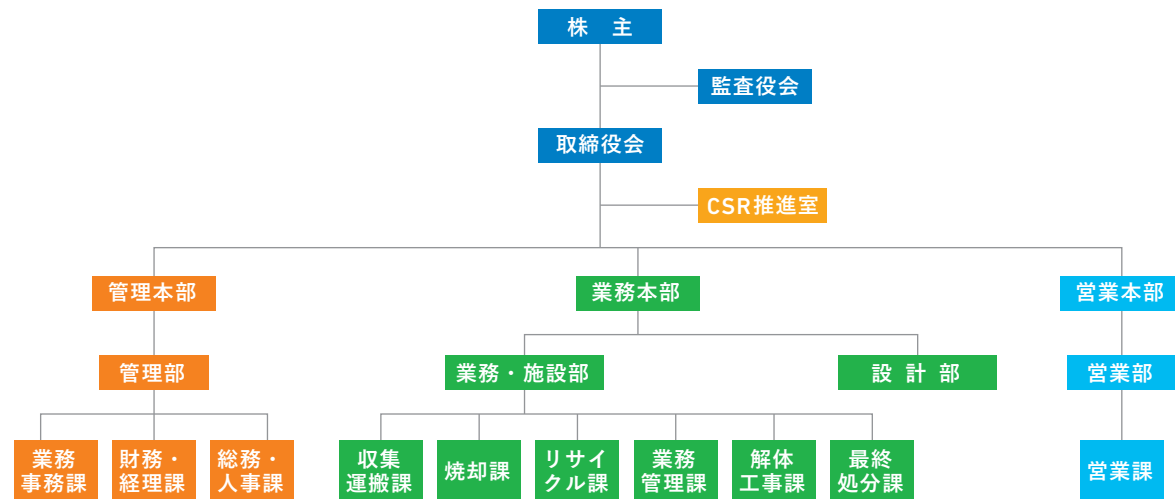 株　主
監査役会
取締役会
CSR推進室
管理本部
業務本部
営業本部
管理部
業務・施設部
設 計 部
営業部
業務
事務課
財務・
経理課
総務・
人事課
収集
運搬課
焼却課
リサイ
クル課
業務
管理課
解体
工事課
最終
処分課
営業課